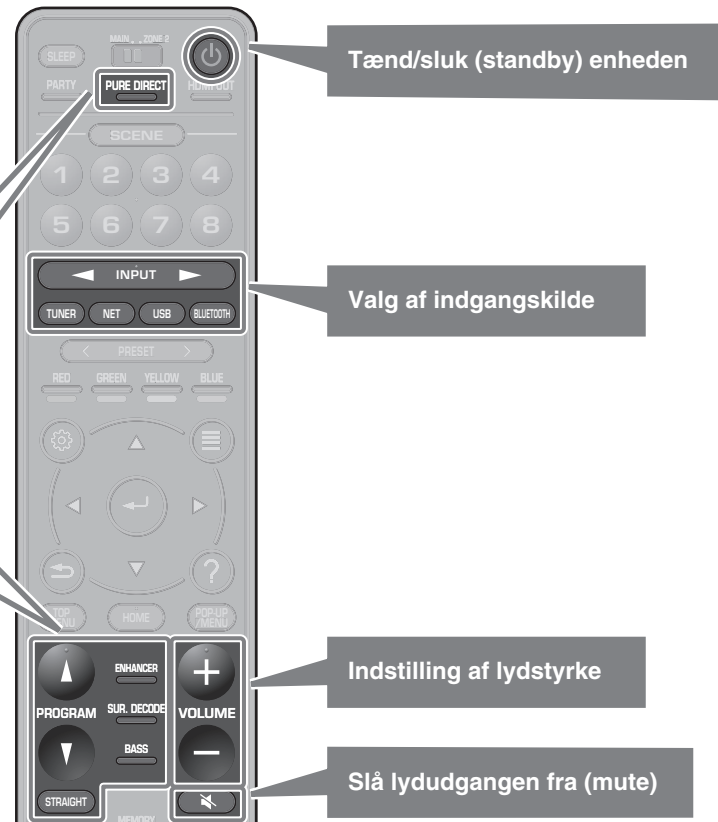 MAIN ZONE 2
SLEEP
PARTY PURE DIRECT HDMI OUT
Tænd/sluk (standby) enheden
SCENE
1 2 3 4
5 6 7 8
INPUT
TUNER NET USB BLUETOOTH
Valg af indgangskilde
PRESET
RED GREEN YELLOW BLUE
?
TOP MENU HOME POP-UP /MENU
ENHANCER
PROGRAM SUR. DECODE VOLUME
BASS
Indstilling af lydstyrke
STRAIGHT
Slå lydudgangen fra (mute)
MEMORY